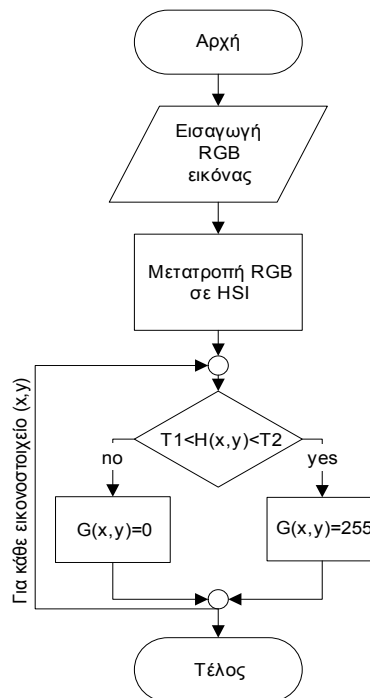 Αρχή
Εισαγωγή
RGB
εικόνας
Μετατροπή RGB
σε HSI
Για κάθε εικονοστοιχείο (x,y)
T1<H(x,y)<T2
no
yes
G(x,y)=0
G(x,y)=255
Τέλος